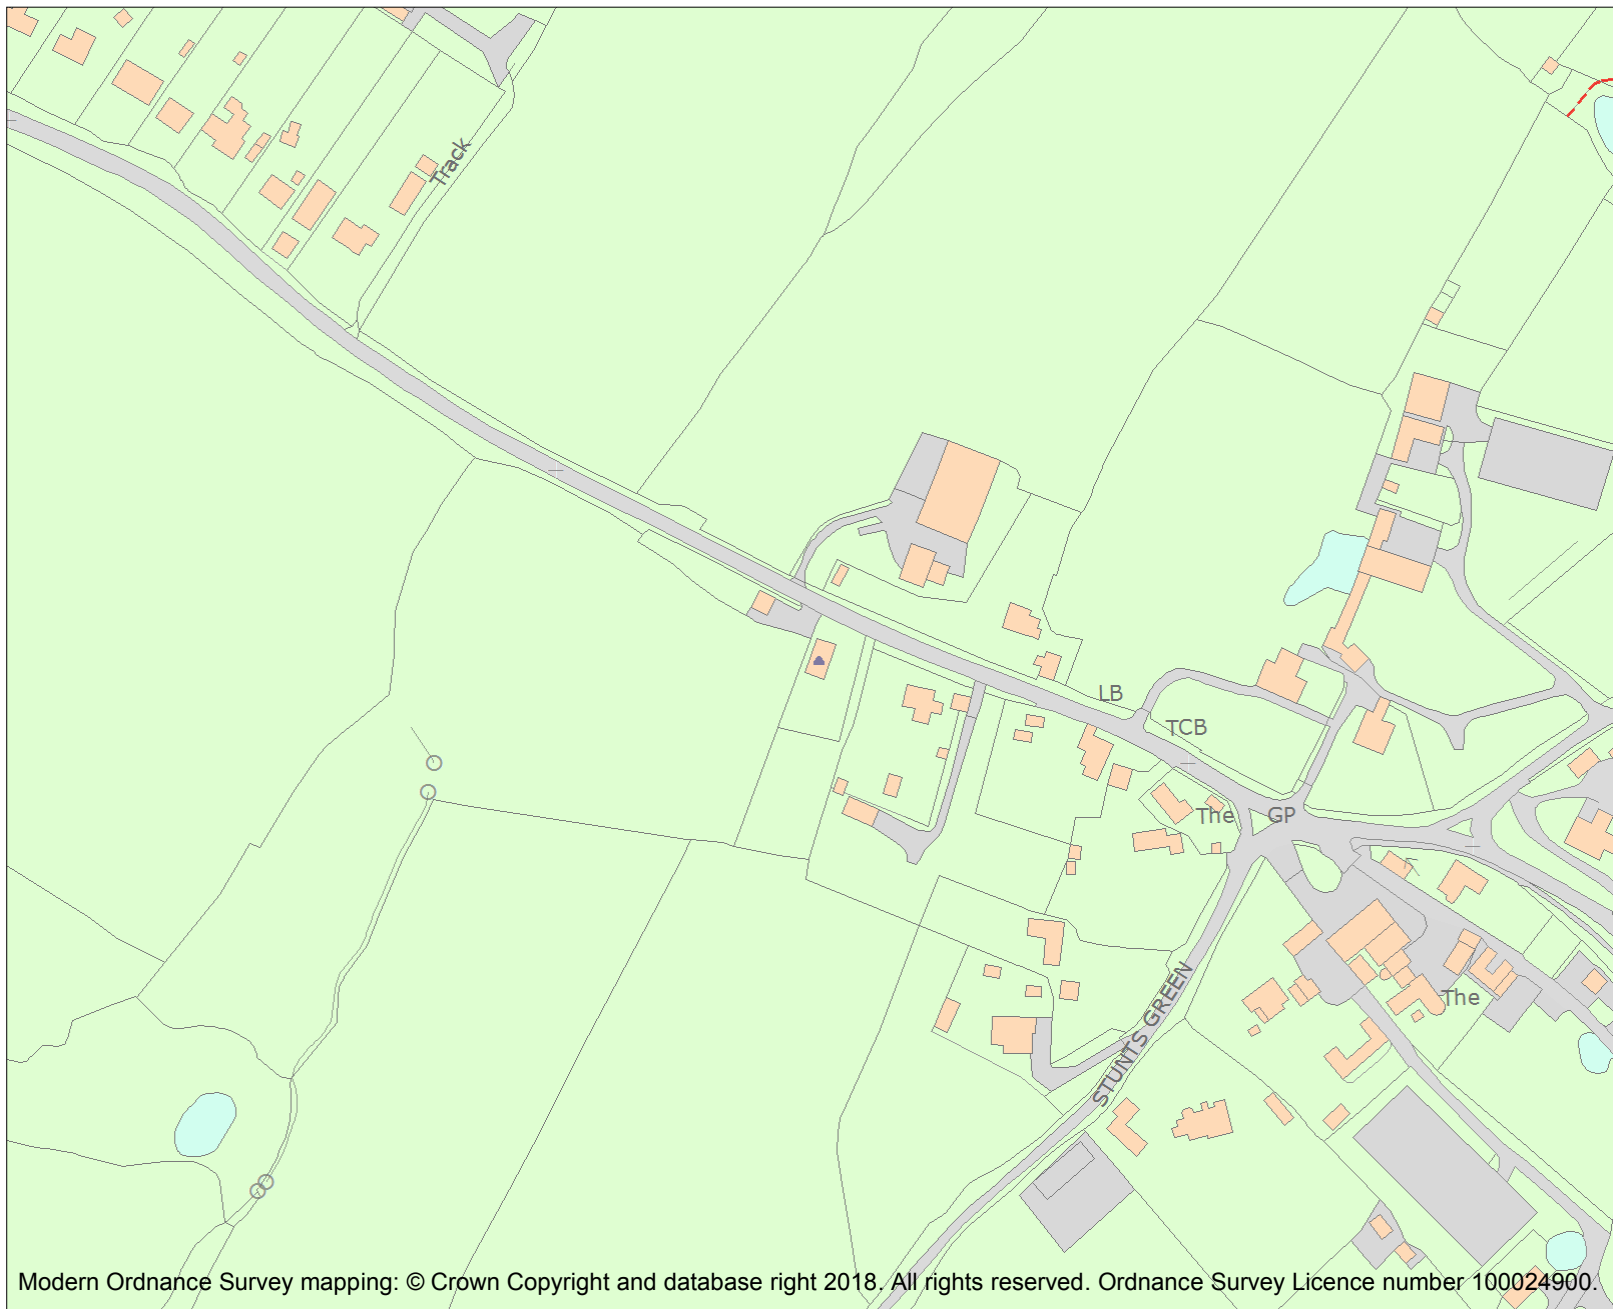 Track
LB
TCB
The
GP
The
STUNTS GREEN
Modern Ordnance Survey mapping: © Crown Copyright and database right 2018. All rights reserved. Ordnance Survey Licence number 100024900.